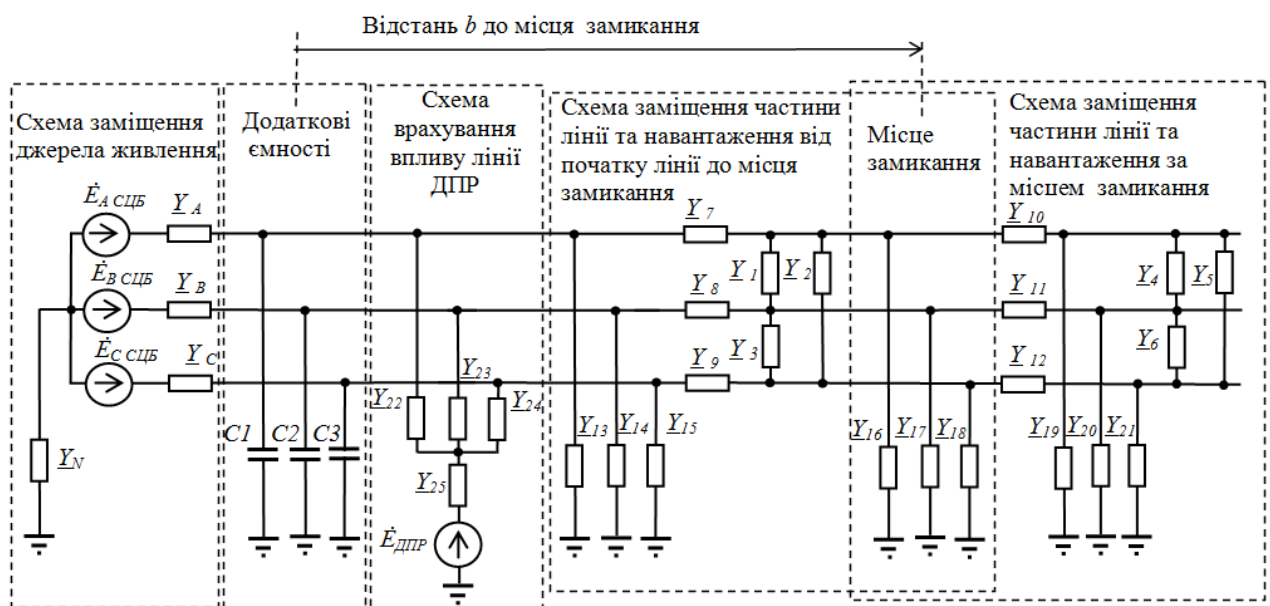 Відстань b до місця замикання
Схема заміщення
джерела живлення
Додаткові
ємності
Схема
врахування
впливу лінії
ДПР
Схема заміщення частини
лінії та навантаження від
початку лінії до місця
замикання
Місце
замикання
Схема заміщення
частини лінії та
навантаження за
місцем замикання
Ė_A СЦБ
Y_A
Ė_B СЦБ
Y_B
Ė_C СЦБ
Y_C
Y_N
C1
C2
C3
Y_22
Y_23
Y_24
Y_25
Ė_ДПР
Y_7
Y_8
Y_9
Y_1
Y_2
Y_3
Y_13
Y_14
Y_15
Y_16
Y_17
Y_18
Y_10
Y_11
Y_12
Y_4
Y_5
Y_6
Y_19
Y_20
Y_21